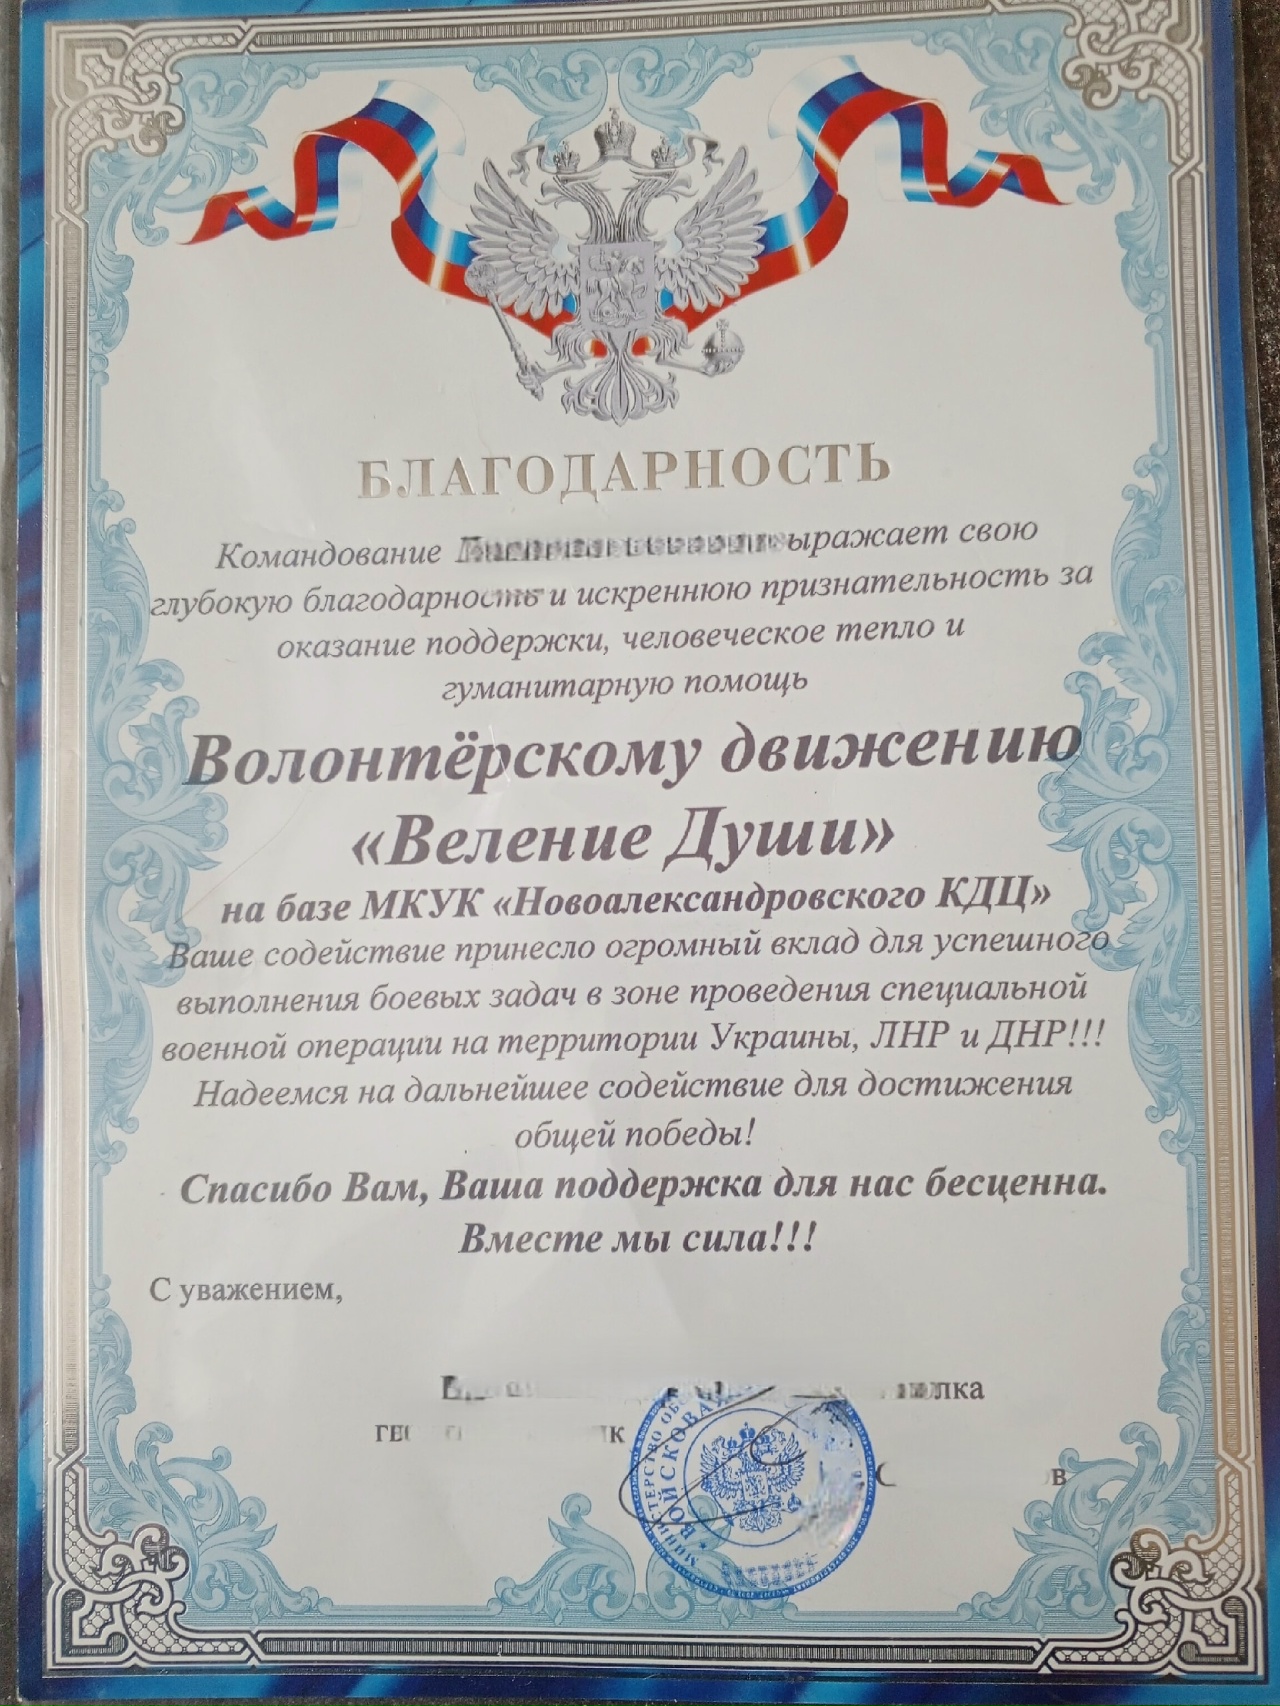 БЛАГОДАРНОСТЬ
Командование выражает свою
глубокую благодарность и искреннюю признательность за
оказание поддержки, человеческое тепло и
гуманитарную помощь
Волонтёрскому движению
«Веление Души»
на базе МКУК «Новоалександровского КДЦ»
Ваше содействие принесло огромный вклад для успешного
выполнения боевых задач в зоне проведения специальной
военной операции на территории Украины, ЛНР и ДНР!!!
Надеемся на дальнейшее содействие для достижения
общей победы!
Спасибо Вам, Ваша поддержка для нас бесценна.
Вместе мы сила!!!
С уважением,